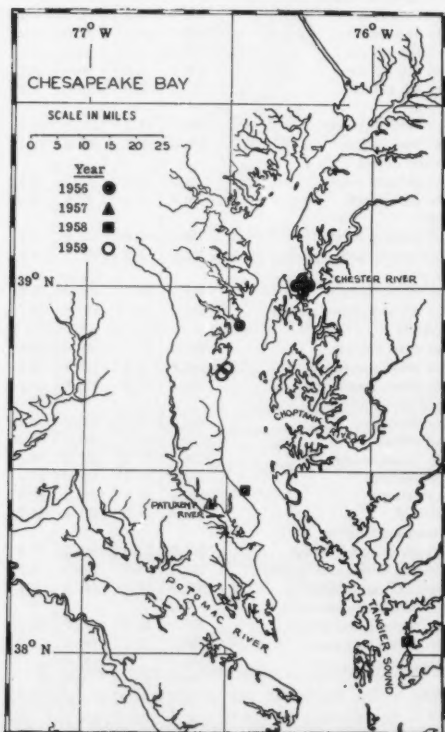 77° W
76° W
CHESAPEAKE BAY
SCALE IN MILES
0 5 10 15 20 25
Year
1956
1957
1958
1959
39° N
CHESTER RIVER
CHOPTANK RIVER
PATUXENT
RIVER
POTOMAC RIVER
TANGIER SOUND
38° N